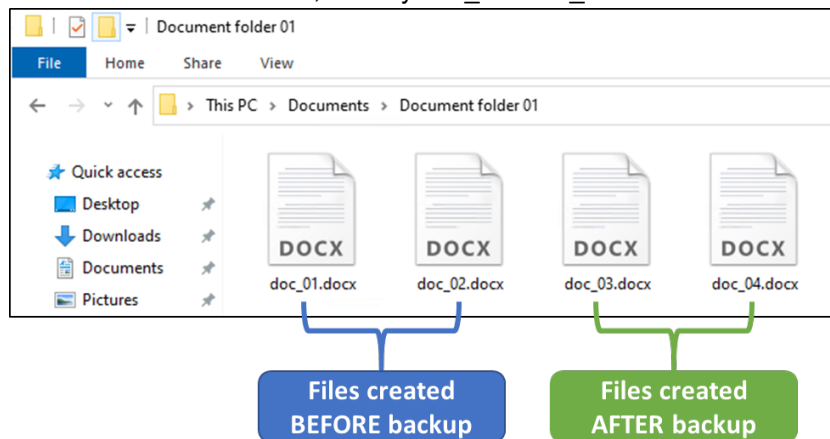 Document folder 01
File Home Share View
This PC > Documents > Document folder 01
Quick access
Desktop
Downloads
Documents
Pictures
DOCX DOCX DOCX DOCX
doc_01.docx doc_02.docx doc_03.docx doc_04.docx
Files created
BEFORE backup
Files created
AFTER backup